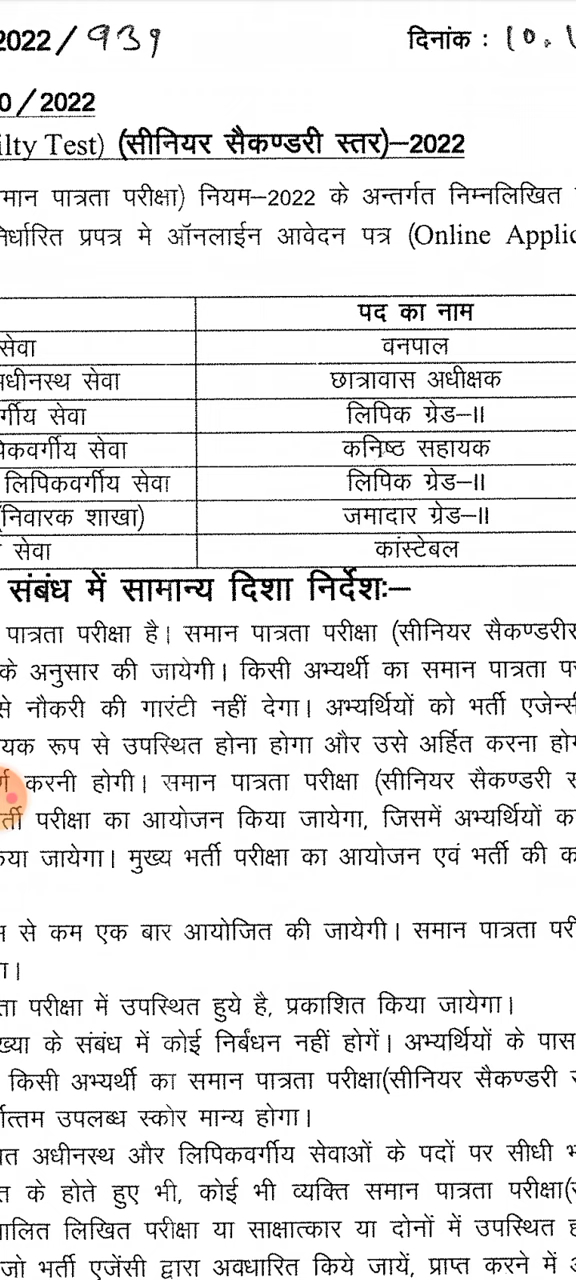 2022/939 दिनांक : 10.
0/2022
ilty Test) (सीनियर सैकण्डरी स्तर)–2022
मान पात्रता परीक्षा) नियम–2022 के अन्तर्गत निम्नलिखित
निर्धारित प्रपत्र मे ऑनलाईन आवेदन पत्र (Online Applic
पद का नाम
सेवा वनपाल
अधीनस्थ सेवा छात्रावास अधीक्षक
वर्गीय सेवा लिपिक ग्रेड–II
पिकवर्गीय सेवा कनिष्ठ सहायक
लिपिकवर्गीय सेवा लिपिक ग्रेड–II
(निवारक शाखा) जमादार ग्रेड–II
सेवा कांस्टेबल
संबंध में सामान्य दिशा निर्देशः–
पात्रता परीक्षा है। समान पात्रता परीक्षा (सीनियर सैकण्डरी
के अनुसार की जायेगी। किसी अभ्यर्थी का समान पात्रता
से नौकरी की गारंटी नहीं देगा। अभ्यर्थियों को भर्ती एजेन्सी
यक रूप से उपस्थित होना होगा और उसे अर्हित करना
करनी होगी। समान पात्रता परीक्षा (सीनियर सैकण्डरी
र्ती परीक्षा का आयोजन किया जायेगा, जिसमें अभ्यर्थियों
किया जायेगा। मुख्य भर्ती परीक्षा का आयोजन एवं भर्ती की
से कम एक बार आयोजित की जायेगी। समान पात्रता
ा।
ता परीक्षा में उपस्थित हुये है, प्रकाशित किया जायेगा।
ख्या के संबंध में कोई निर्बंधन नहीं होगें। अभ्यर्थियों के पास
किसी अभ्यर्थी का समान पात्रता परीक्षा(सीनियर सैकण्डरी
र्वोत्तम उपलब्ध स्कोर मान्य होगा।
अधीनस्थ और लिपिकवर्गीय सेवाओं के पदों पर सीधी
के होते हुए भी, कोई भी व्यक्ति समान पात्रता परीक्षा(
चालित लिखित परीक्षा या साक्षात्कार या दोनों में उपस्थित
जो भर्ती एजेंसी द्वारा अवधारित किये जायें, प्राप्त करने में